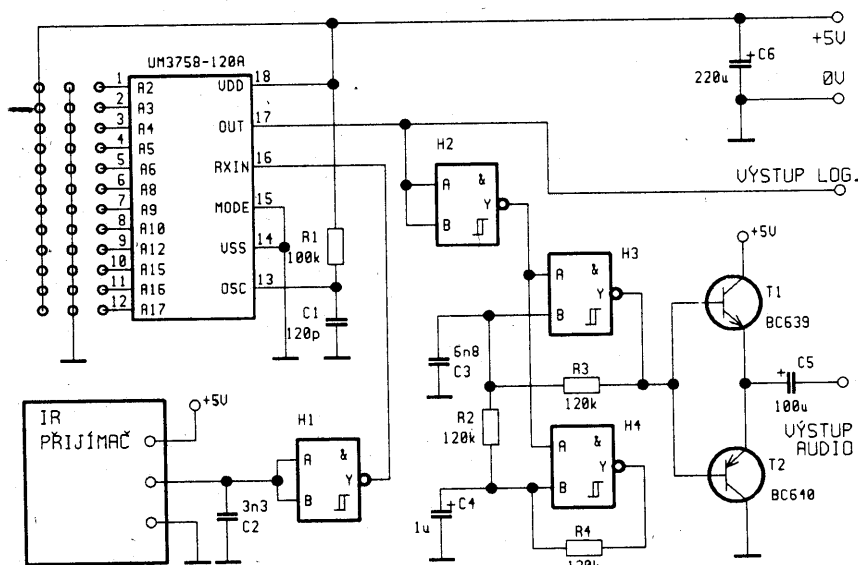 UM3758-120A
1 A2 VDD 18
2 A3
3 A4 OUT 17
4 A5
5 A6 RXIN 16
6 A8
7 A9 MODE 15
8 A10
9 A12 VSS 14
10 A15
11 A16 OSC 13
12 A17
R1
100k
C1
120p
+5V
+ C6
220u
0V
H2
A & B Y
VÝSTUP LOG.
H3
A & B Y
+5V
T1
BC639
6n8
C3
R3
120k
R2
120k
+ C5
100u
VÝSTUP
AUDIO
H4
A & B Y
T2
BC640
+ C4
1u
R4
120k
IR
PŘIJÍMAČ
+5V
3n3
C2
H1
A & B Y